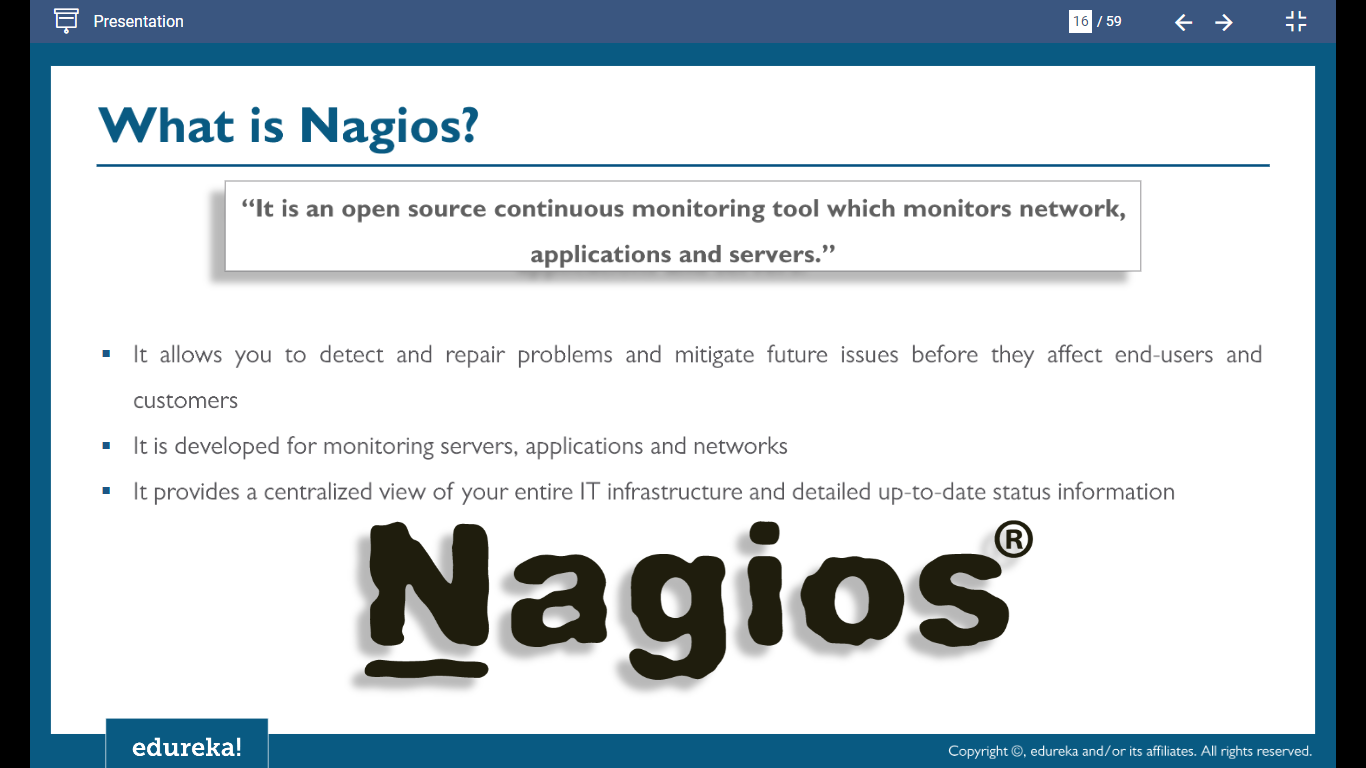 Presentation
16 / 59
What is Nagios?
“It is an open source continuous monitoring tool which monitors network,
applications and servers.”
▪ It allows you to detect and repair problems and mitigate future issues before they affect end-users and
customers
▪ It is developed for monitoring servers, applications and networks
▪ It provides a centralized view of your entire IT infrastructure and detailed up-to-date status information
Nagios®
edureka!
Copyright ©, edureka and/or its affiliates. All rights reserved.